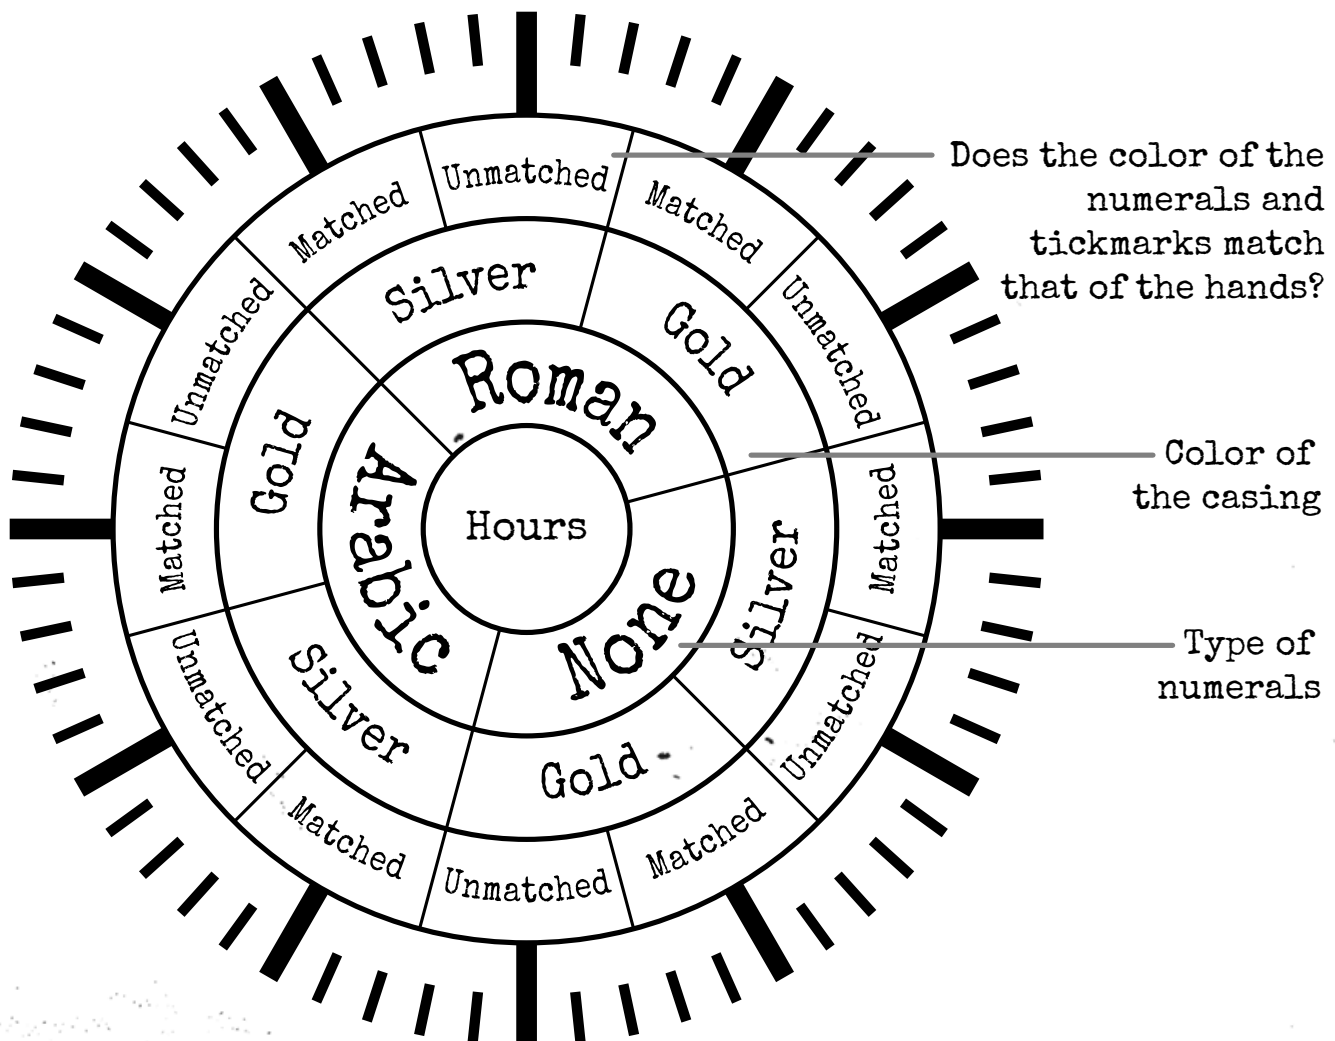 Unmatched
Matched
Unmatched
Matched
Unmatched
Matched
Unmatched
Matched
Unmatched
Matched
Unmatched
Matched
Silver
Gold
Silver
Gold
Silver
Gold
Roman
None
Arabic
Hours
Does the color of the
numerals and
tickmarks match
that of the hands?
Color of
the casing
Type of
numerals